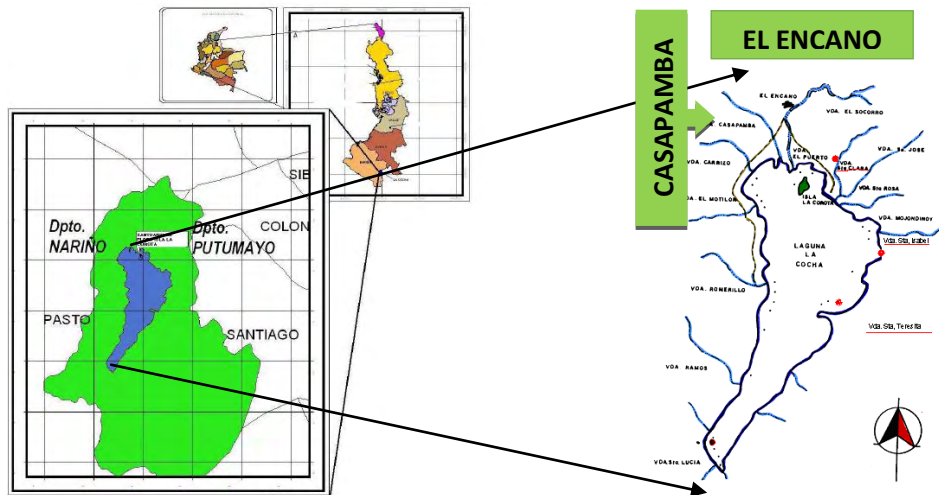 CASAPAMBA
EL ENCANO
SIE
Dpto.
NARIÑO
Dpto.
PUTUMAYO
COLON
PASTO
SANTIAGO
EL ENCANO
VDA. EL SOCORRO
CASAPAMBA
VDA. CARRIZO
VDA.
EL PUERTO
VDA.
Sta. CLARA
VDA. Sn. JOSE
VDA. Sta. ROSA
VDA. EL MOTILON
ISLA
LA COROTA
VDA. MOJONDINOY
Vda. Sta. Isabel
LAGUNA
LA
COCHA
VDA. ROMERILLO
Vda. Sta. Teresita
VDA. RAMOS
VDA. Sta. LUCIA